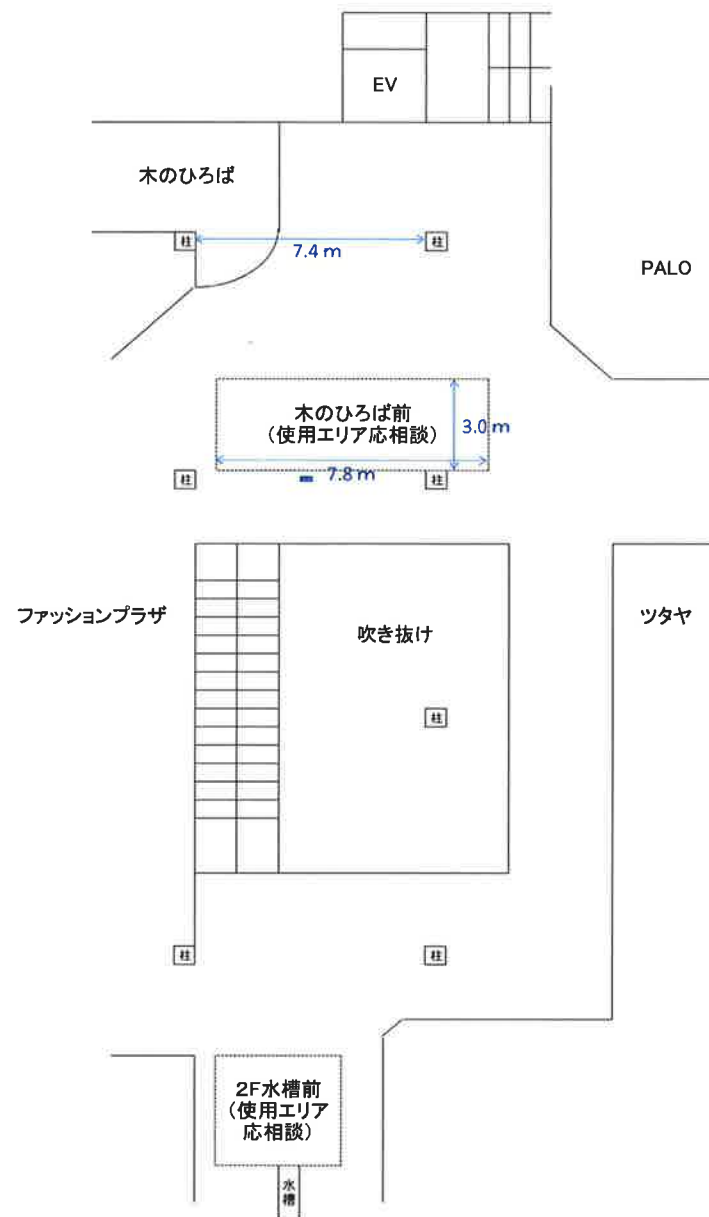 EV
木のひろば
柱
柱
7.4 m
PALO
木のひろば前
(使用エリア応相談)
3.0 m
7.8 m
柱
柱
ファッションプラザ
吹き抜け
ツタヤ
柱
柱
柱
2F水槽前
(使用エリア
応相談)
水槽